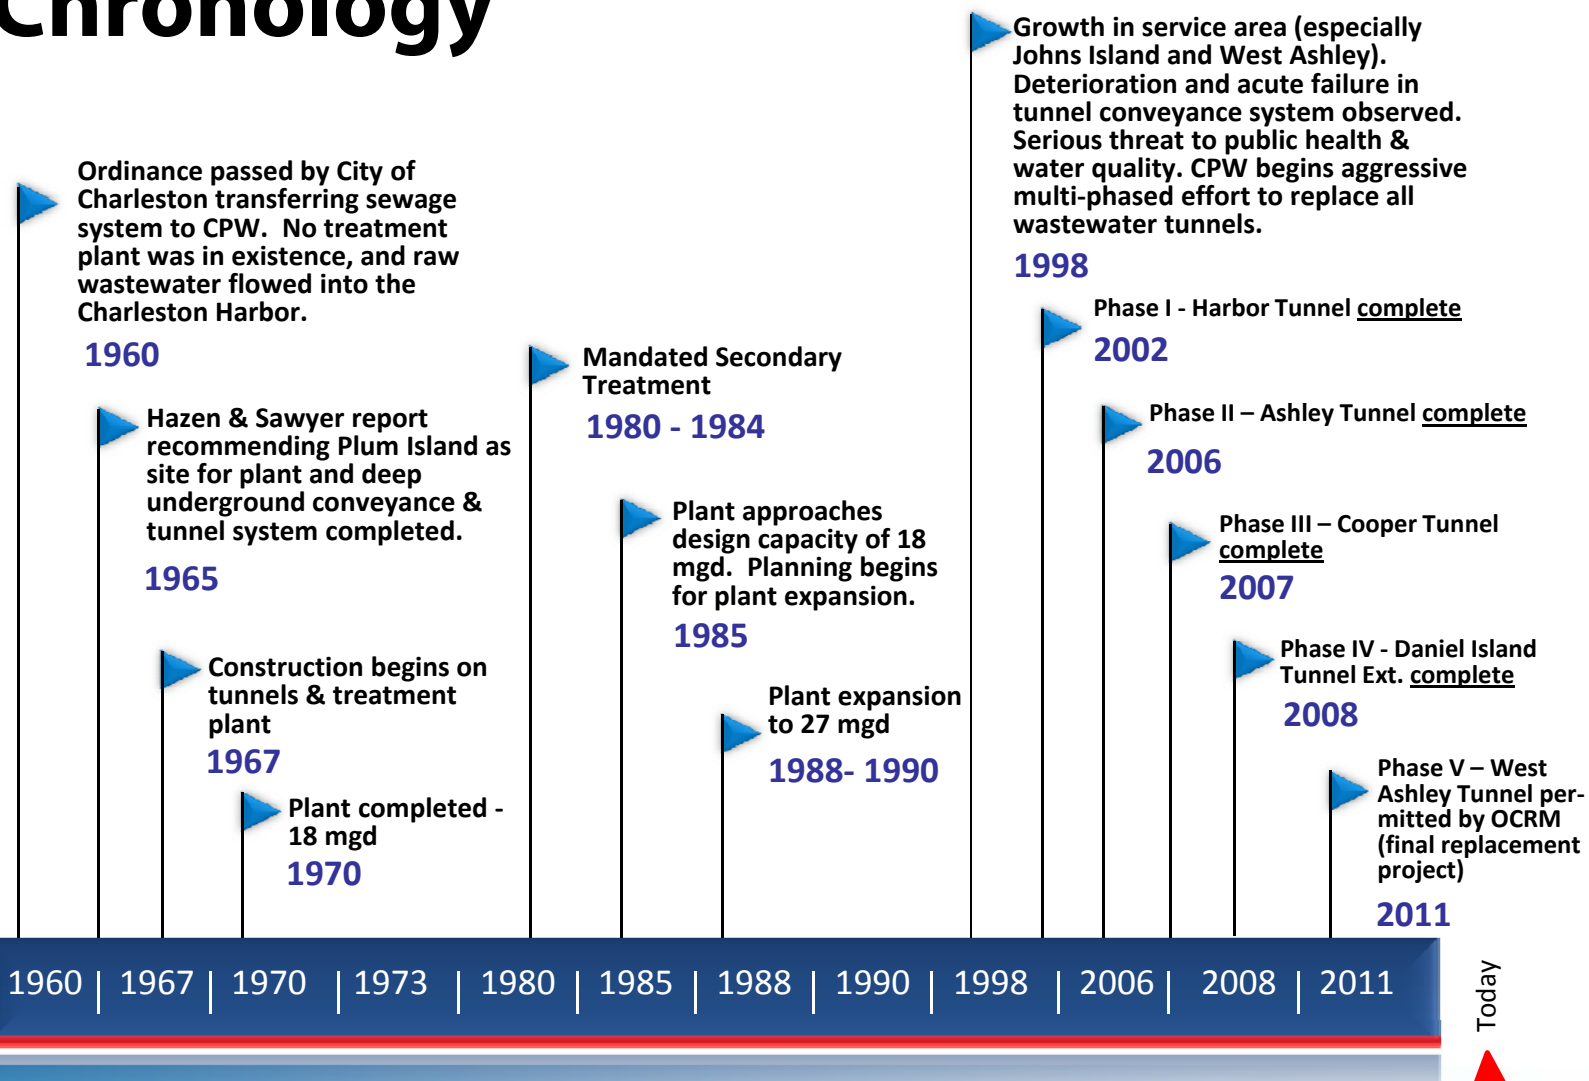 Chronology
Ordinance passed by City of
Charleston transferring sewage
system to CPW.  No treatment
plant was in existence, and raw
wastewater flowed into the
Charleston Harbor.
1960
Hazen & Sawyer report
recommending Plum Island as
site for plant and deep
underground conveyance &
tunnel system completed.
1965
Construction begins on
tunnels & treatment
plant
1967
Plant completed -
18 mgd
1970
Mandated Secondary
Treatment
1980 - 1984
Plant approaches
design capacity of 18
mgd.  Planning begins
for plant expansion.
1985
Plant expansion
to 27 mgd
1988- 1990
Growth in service area (especially
Johns Island and West Ashley).
Deterioration and acute failure in
tunnel conveyance system observed.
Serious threat to public health &
water quality. CPW begins aggressive
multi-phased effort to replace all
wastewater tunnels.
1998
Phase I - Harbor Tunnel complete
2002
Phase II – Ashley Tunnel complete
2006
Phase III – Cooper Tunnel
complete
2007
Phase IV - Daniel Island
Tunnel Ext. complete
2008
Phase V – West
Ashley Tunnel per-
mitted by OCRM
(final replacement
project)
2011
1960 | 1967 | 1970 | 1973 | 1980 | 1985 | 1988 | 1990 | 1998 | 2006 | 2008 | 2011
Today